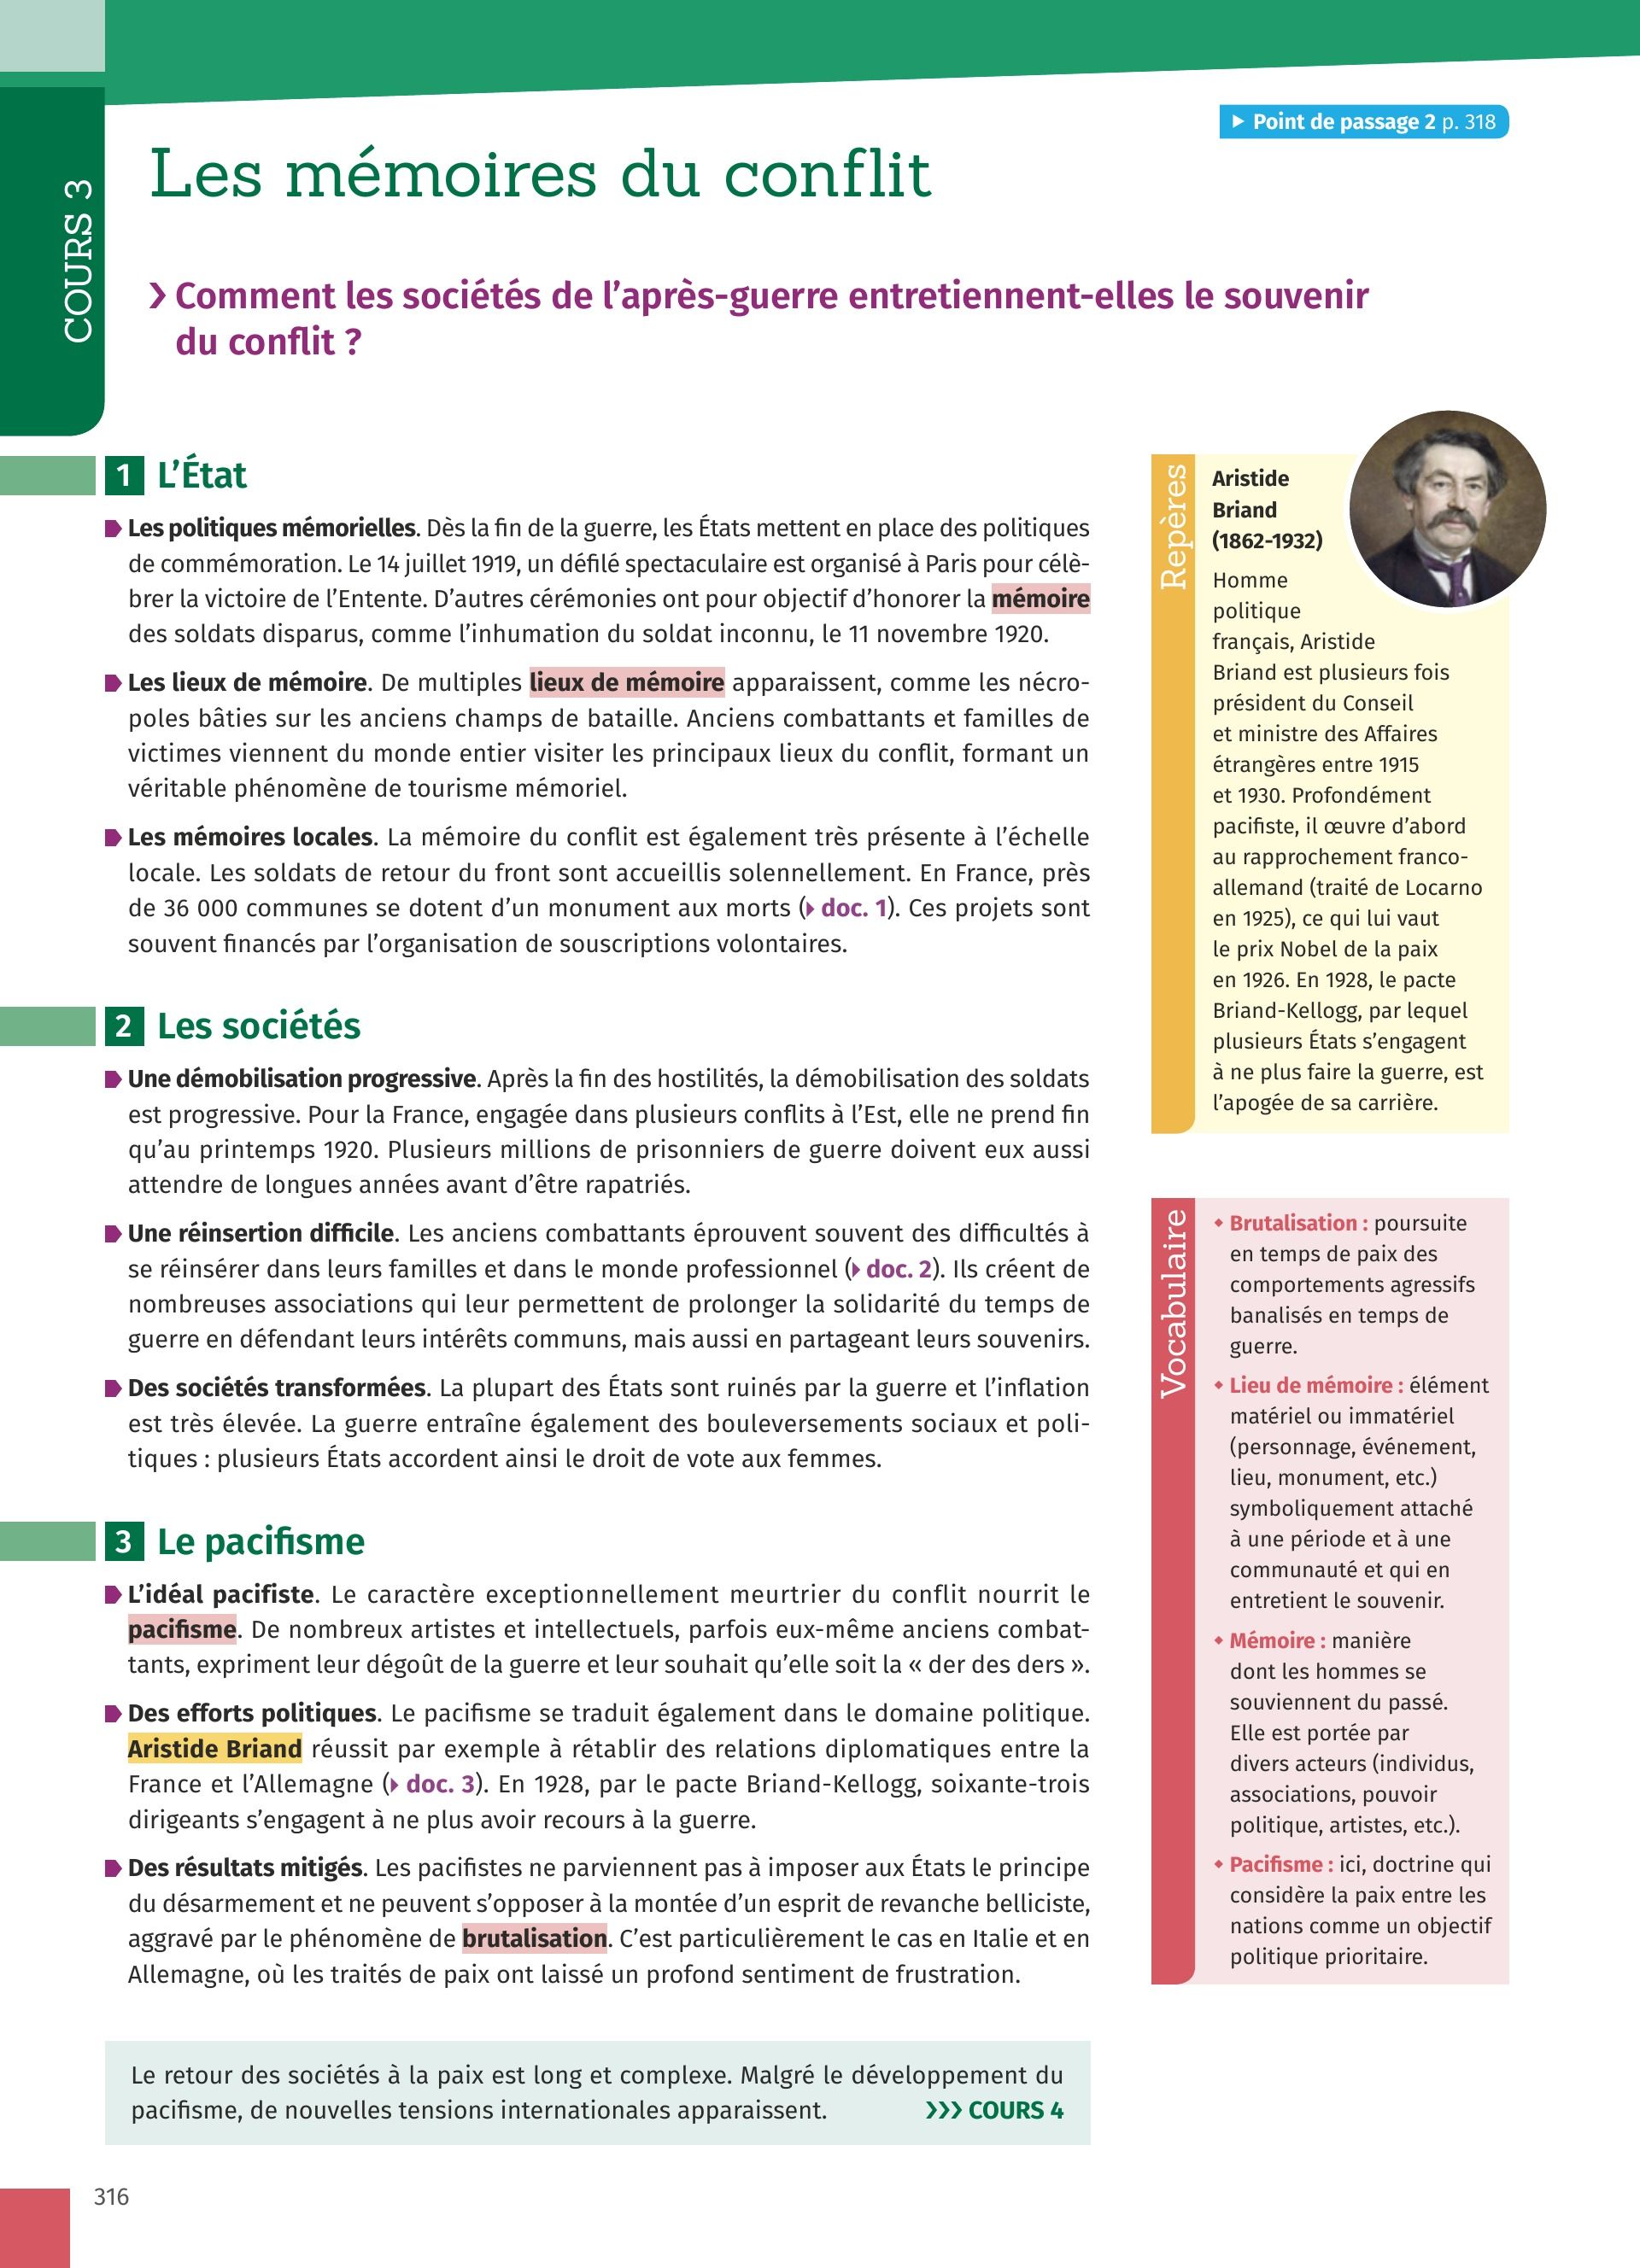 COURS 3
▶ Point de passage 2 p. 318
Les mémoires du conflit
❯ Comment les sociétés de l’après-guerre entretiennent-elles le souvenir
du conflit ?
1 L’État
Les politiques mémorielles. Dès la fin de la guerre, les États mettent en place des politiques
de commémoration. Le 14 juillet 1919, un défilé spectaculaire est organisé à Paris pour célé-
brer la victoire de l’Entente. D’autres cérémonies ont pour objectif d’honorer la mémoire
des soldats disparus, comme l’inhumation du soldat inconnu, le 11 novembre 1920.
Les lieux de mémoire. De multiples lieux de mémoire apparaissent, comme les nécro-
poles bâties sur les anciens champs de bataille. Anciens combattants et familles de
victimes viennent du monde entier visiter les principaux lieux du conflit, formant un
véritable phénomène de tourisme mémoriel.
Les mémoires locales. La mémoire du conflit est également très présente à l’échelle
locale. Les soldats de retour du front sont accueillis solennellement. En France, près
de 36 000 communes se dotent d’un monument aux morts (doc. 1). Ces projets sont
souvent financés par l’organisation de souscriptions volontaires.
2 Les sociétés
Une démobilisation progressive. Après la fin des hostilités, la démobilisation des soldats
est progressive. Pour la France, engagée dans plusieurs conflits à l’Est, elle ne prend fin
qu’au printemps 1920. Plusieurs millions de prisonniers de guerre doivent eux aussi
attendre de longues années avant d’être rapatriés.
Une réinsertion difficile. Les anciens combattants éprouvent souvent des difficultés à
se réinsérer dans leurs familles et dans le monde professionnel (doc. 2). Ils créent de
nombreuses associations qui leur permettent de prolonger la solidarité du temps de
guerre en défendant leurs intérêts communs, mais aussi en partageant leurs souvenirs.
Des sociétés transformées. La plupart des États sont ruinés par la guerre et l’inflation
est très élevée. La guerre entraîne également des bouleversements sociaux et poli-
tiques : plusieurs États accordent ainsi le droit de vote aux femmes.
3 Le pacifisme
L’idéal pacifiste. Le caractère exceptionnellement meurtrier du conflit nourrit le
pacifisme. De nombreux artistes et intellectuels, parfois eux-même anciens combat-
tants, expriment leur dégoût de la guerre et leur souhait qu’elle soit la « der des ders ».
Des efforts politiques. Le pacifisme se traduit également dans le domaine politique.
Aristide Briand réussit par exemple à rétablir des relations diplomatiques entre la
France et l’Allemagne (doc. 3). En 1928, par le pacte Briand-Kellogg, soixante-trois
dirigeants s’engagent à ne plus avoir recours à la guerre.
Des résultats mitigés. Les pacifistes ne parviennent pas à imposer aux États le principe
du désarmement et ne peuvent s’opposer à la montée d’un esprit de revanche belliciste,
aggravé par le phénomène de brutalisation. C’est particulièrement le cas en Italie et en
Allemagne, où les traités de paix ont laissé un profond sentiment de frustration.
Le retour des sociétés à la paix est long et complexe. Malgré le développement du
pacifisme, de nouvelles tensions internationales apparaissent. ❯❯❯ COURS 4
Repères
Aristide
Briand
(1862-1932)
Homme
politique
français, Aristide
Briand est plusieurs fois
président du Conseil
et ministre des Affaires
étrangères entre 1915
et 1930. Profondément
pacifiste, il œuvre d’abord
au rapprochement franco-
allemand (traité de Locarno
en 1925), ce qui lui vaut
le prix Nobel de la paix
en 1926. En 1928, le pacte
Briand-Kellogg, par lequel
plusieurs États s’engagent
à ne plus faire la guerre, est
l’apogée de sa carrière.
Vocabulaire
Brutalisation : poursuite
en temps de paix des
comportements agressifs
banalisés en temps de
guerre.
Lieu de mémoire : élément
matériel ou immatériel
(personnage, événement,
lieu, monument, etc.)
symboliquement attaché
à une période et à une
communauté et qui en
entretient le souvenir.
Mémoire : manière
dont les hommes se
souviennent du passé.
Elle est portée par
divers acteurs (individus,
associations, pouvoir
politique, artistes, etc.).
Pacifisme : ici, doctrine qui
considère la paix entre les
nations comme un objectif
politique prioritaire.
316